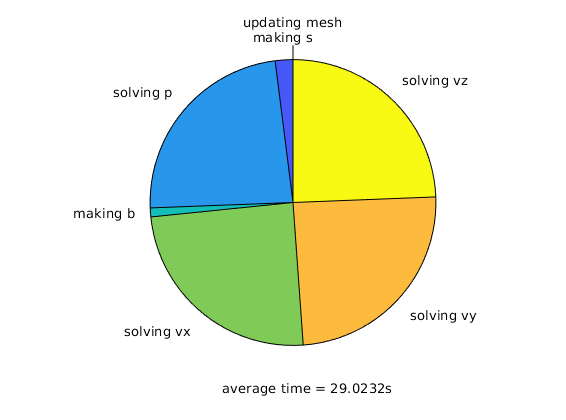 updating mesh
making s
solving vz
solving p
making b
solving vy
solving vx
average time = 29.0232s